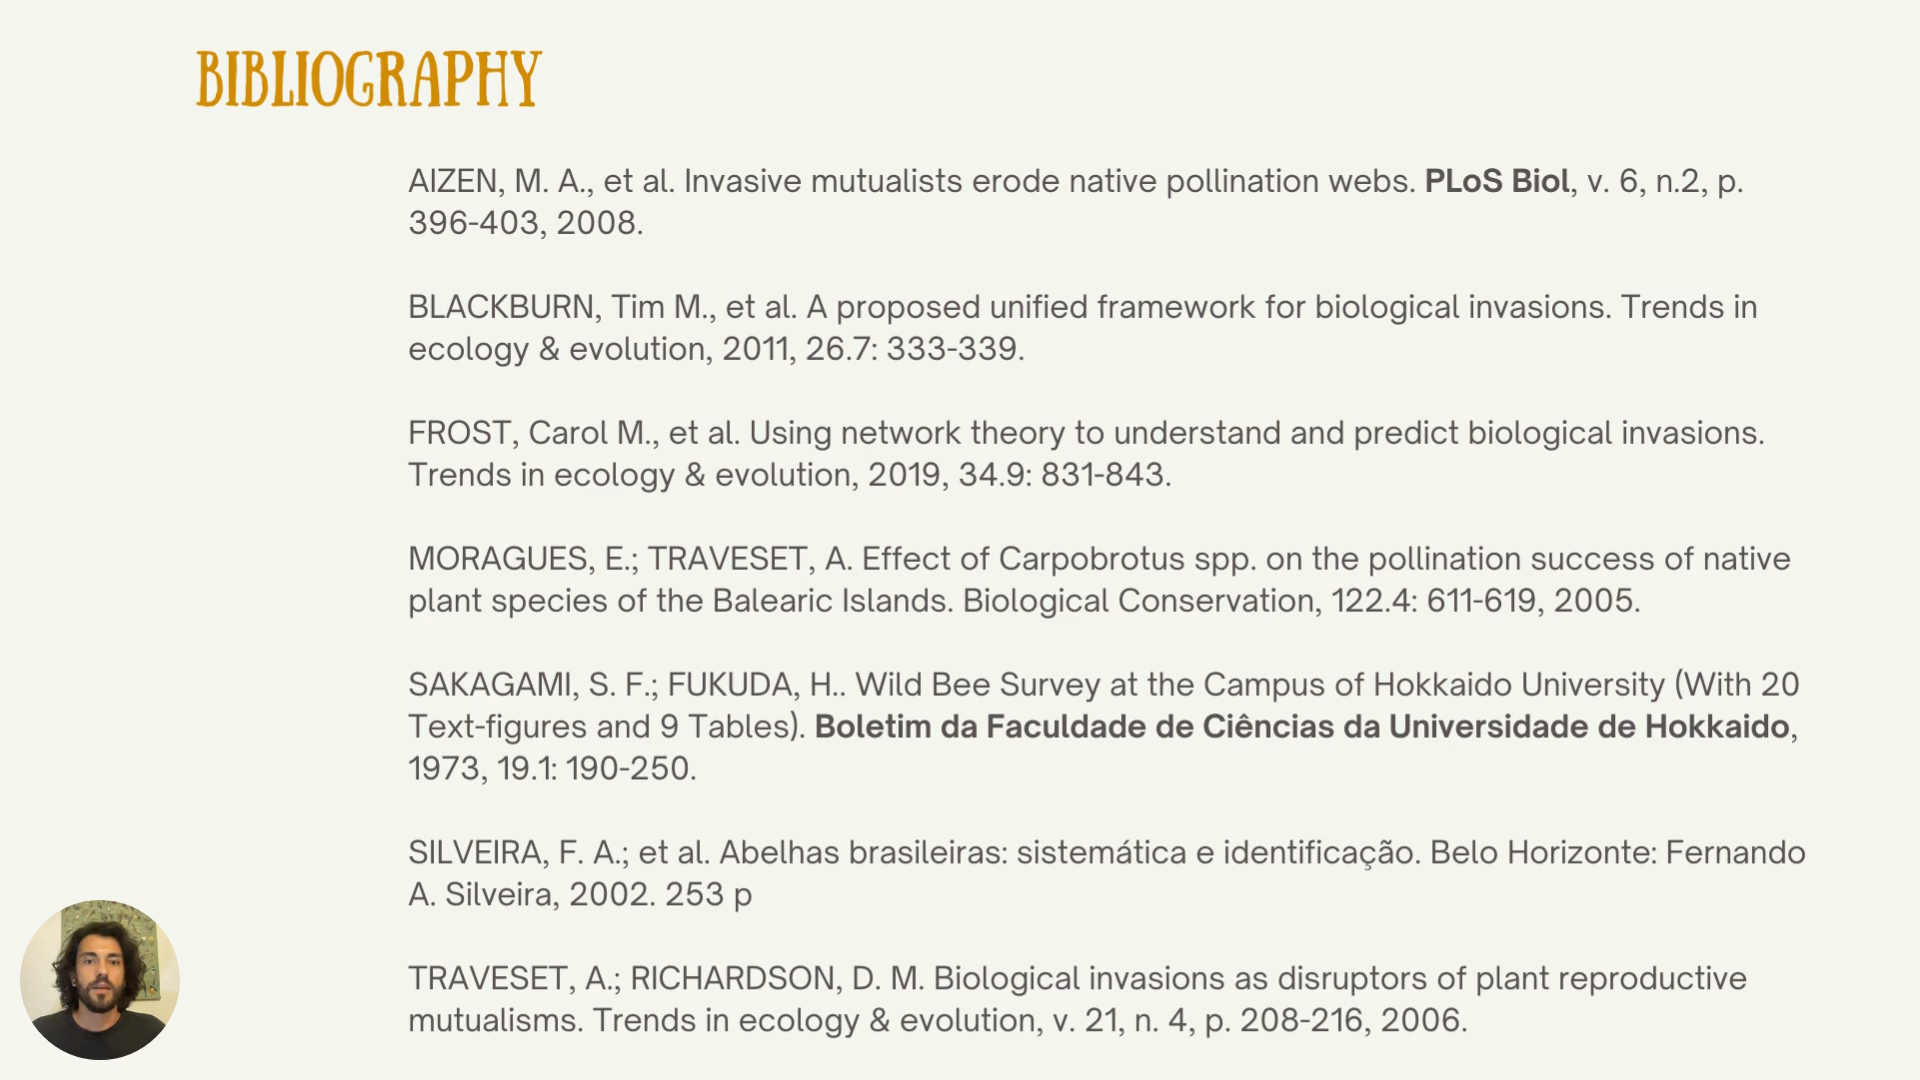 BIBLIOGRAPHY
AIZEN, M. A., et al. Invasive mutualists erode native pollination webs. PLoS Biol, v. 6, n.2, p.
396-403, 2008.
BLACKBURN, Tim M., et al. A proposed unified framework for biological invasions. Trends in
ecology & evolution, 2011, 26.7: 333-339.
FROST, Carol M., et al. Using network theory to understand and predict biological invasions.
Trends in ecology & evolution, 2019, 34.9: 831-843.
MORAGUES, E.; TRAVESET, A. Effect of Carpobrotus spp. on the pollination success of native
plant species of the Balearic Islands. Biological Conservation, 122.4: 611-619, 2005.
SAKAGAMI, S. F.; FUKUDA, H.. Wild Bee Survey at the Campus of Hokkaido University (With 20
Text-figures and 9 Tables). Boletim da Faculdade de Ciências da Universidade de Hokkaido,
1973, 19.1: 190-250.
SILVEIRA, F. A.; et al. Abelhas brasileiras: sistemática e identificação. Belo Horizonte: Fernando
A. Silveira, 2002. 253 p
TRAVESET, A.; RICHARDSON, D. M. Biological invasions as disruptors of plant reproductive
mutualisms. Trends in ecology & evolution, v. 21, n. 4, p. 208-216, 2006.